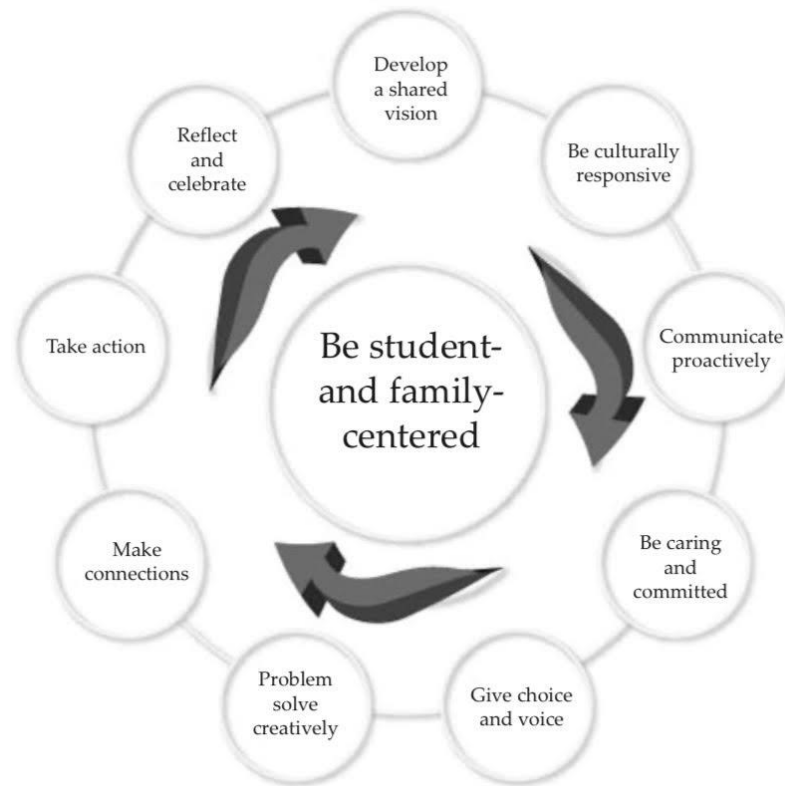 Develop
a shared
vision
Be culturally
responsive
Communicate
proactively
Be caring
and
committed
Give choice
and voice
Problem
solve
creatively
Make
connections
Take action
Reflect
and
celebrate
Be student-
and family-
centered